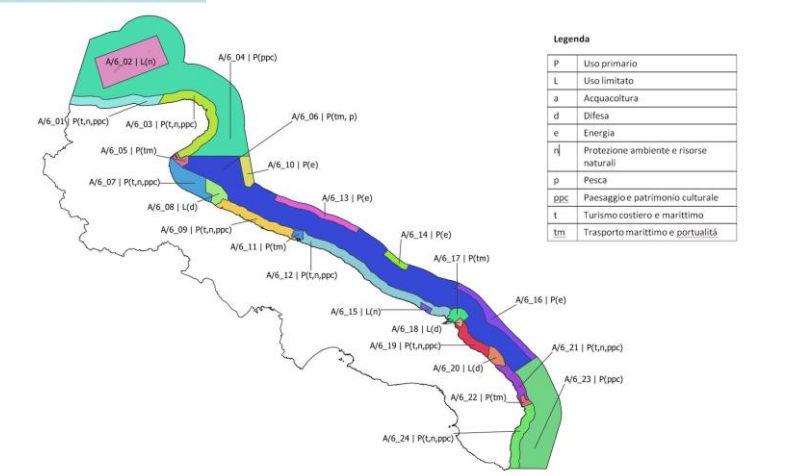 A/6_02 | L(n)
A/6_04 | P(ppc)
A/6_01 | P(t,n,ppc)
A/6_03 | P(t,n,ppc)
A/6_06 | P(tm, p)
A/6_05 | P(tm)
A/6_10 | P(e)
A/6_07 | P(t,n,ppc)
A/6_13 | P(e)
A/6_08 | L(d)
A/6_09 | P(t,n,ppc)
A/6_14 | P(e)
A/6_11 | P(tm)
A/6_17 | P(tm)
A/6_12 | P(t,n,ppc)
A/6_16 | P(e)
A/6_15 | L(n)
A/6_18 | L(d)
A/6_19 | P(t,n,ppc)
A/6_21 | P(t,n,ppc)
A/6_20 | L(d)
A/6_23 | P(ppc)
A/6_22 | P(tm)
A/6_24 | P(t,n,ppc)
Legenda
P Uso primario
L Uso limitato
a Acquacoltura
d Difesa
e Energia
n Protezione ambiente e risorse
naturali
p Pesca
ppc Paesaggio e patrimonio culturale
t Turismo costiero e marittimo
tm Trasporto marittimo e portualitá